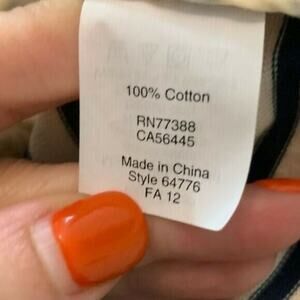 100% Cotton
RN77388
CA56445
Made in China
Style 64776
FA 12